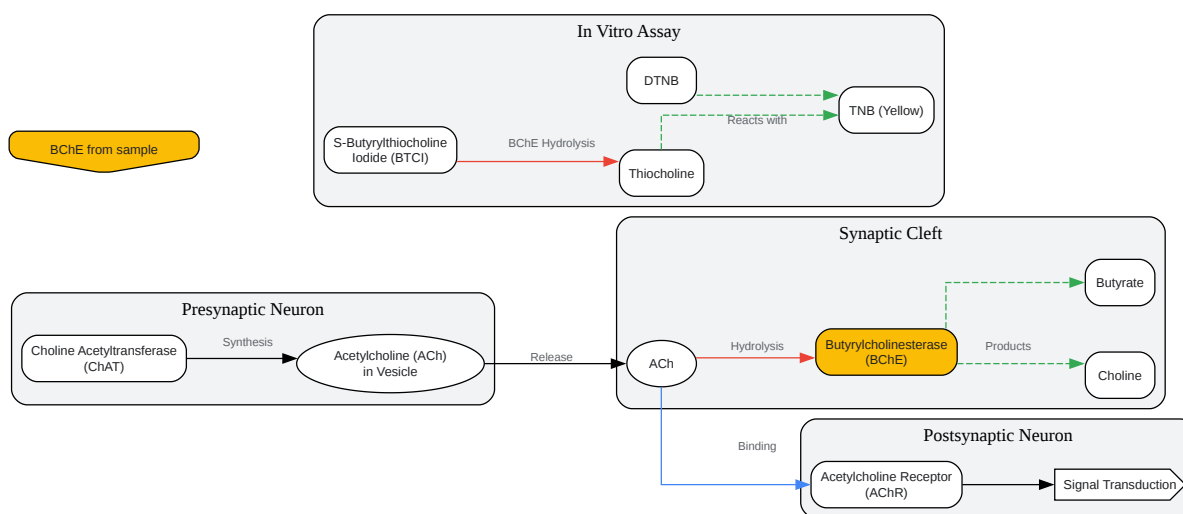 In Vitro Assay
DTNB
TNB (Yellow)
Reacts with
BChE from sample
S-Butyrylthiocholine
Iodide (BTCI)
BChE Hydrolysis
Thiocholine
Synaptic Cleft
Butyrate
Presynaptic Neuron
Choline Acetyltransferase
(ChAT)
Synthesis
Acetylcholine (ACh)
in Vesicle
Release
ACh
Hydrolysis
Butyrylcholinesterase
(BChE)
Products
Choline
Postsynaptic Neuron
Binding
Acetylcholine Receptor
(AChR)
Signal Transduction